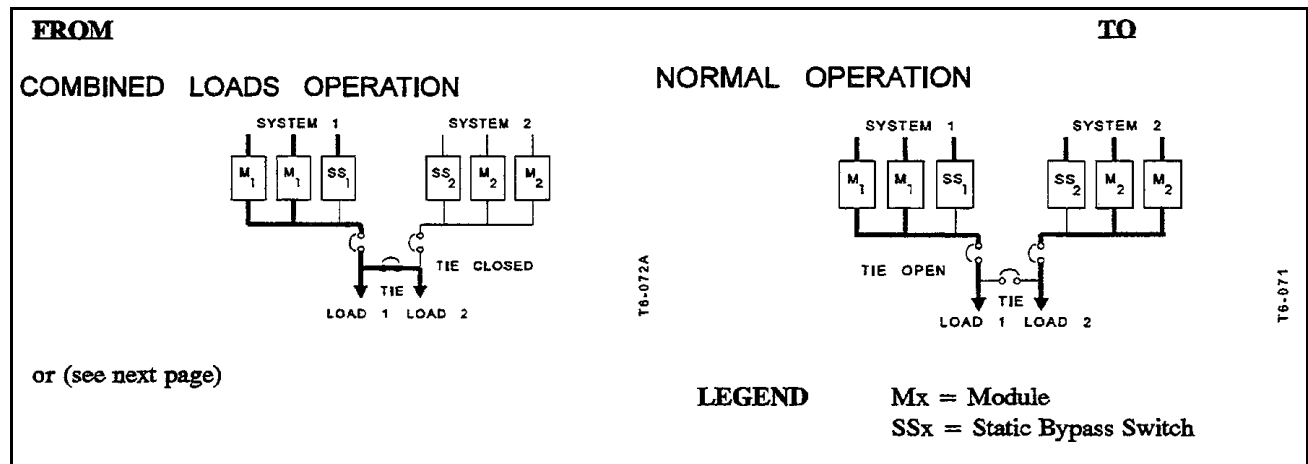 FROM
TO
COMBINED LOADS OPERATION
NORMAL OPERATION
SYSTEM 1
SYSTEM 2
M1
M1
SS1
SS2
M2
M2
TIE CLOSED
TIE
LOAD 1 LOAD 2
T6-072A
SYSTEM 1
SYSTEM 2
M1
M1
SS1
SS2
M2
M2
TIE OPEN
TIE
LOAD 1 LOAD 2
T6-071
or (see next page)
LEGEND
Mx = Module
SSx = Static Bypass Switch